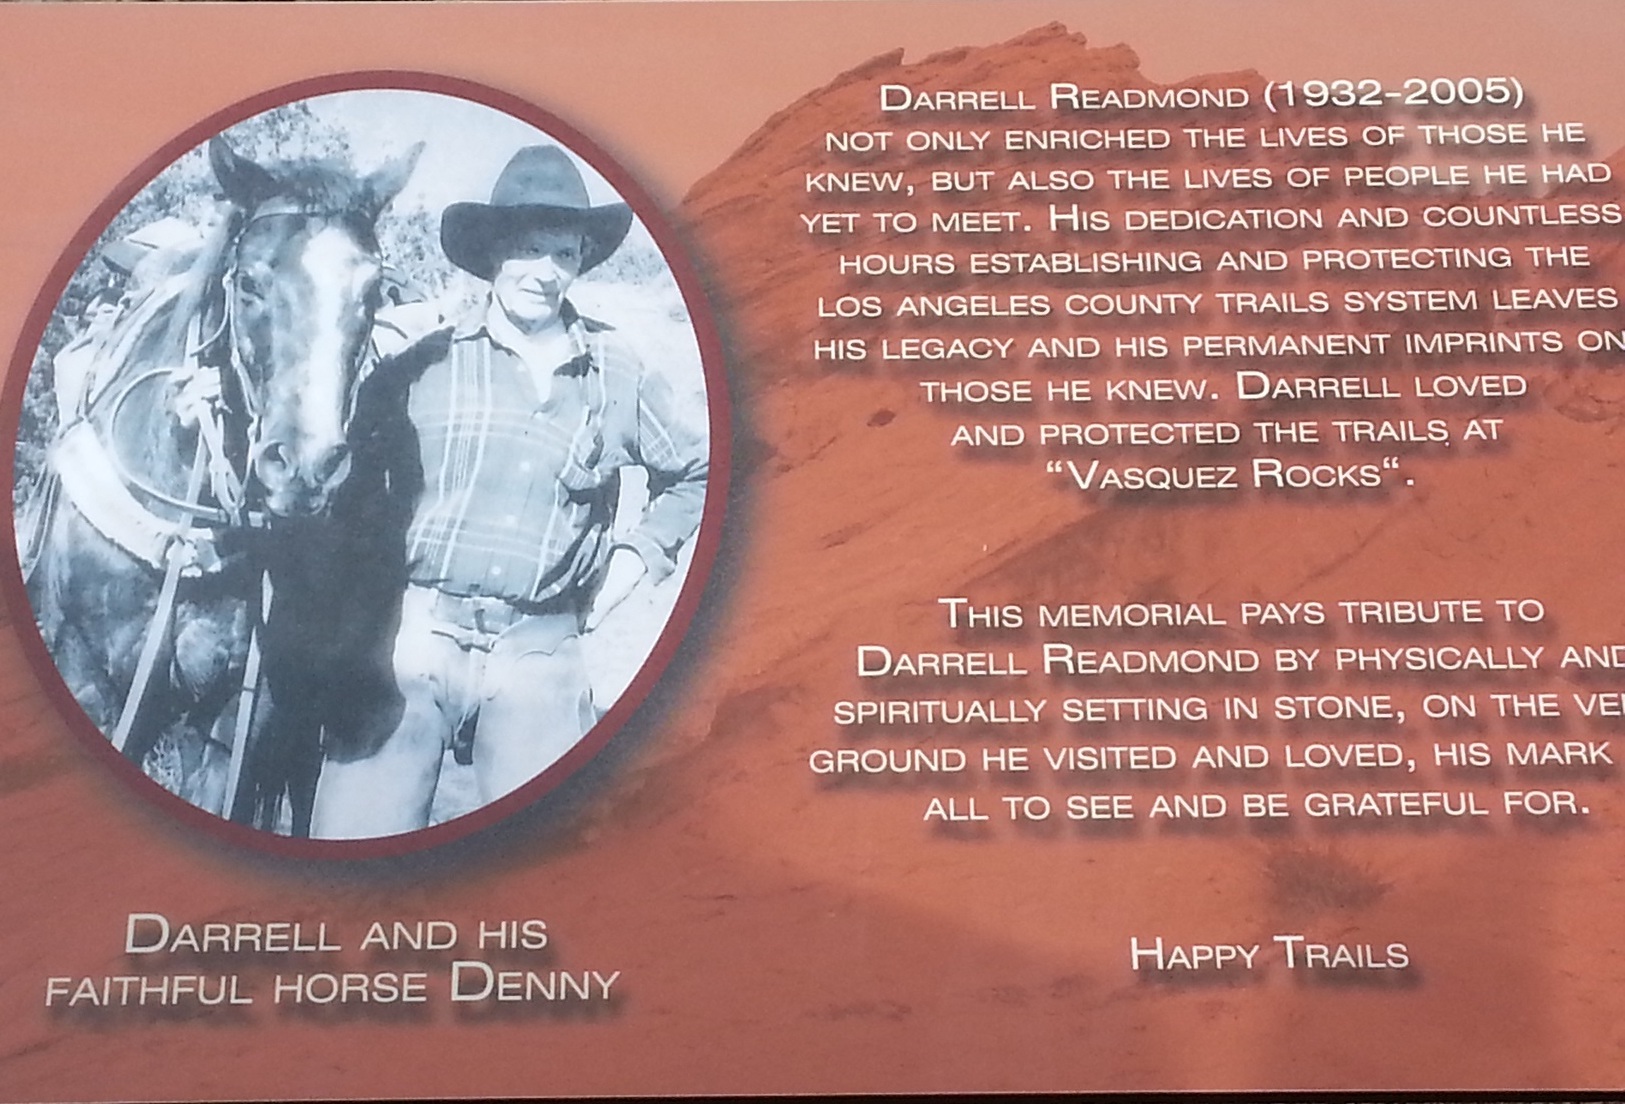 Darrell Readmond (1932-2005)
not only enriched the lives of those he
knew, but also the lives of people he had
yet to meet. His dedication and countless
hours establishing and protecting the
los angeles county trails system leaves
his legacy and his permanent imprints on
those he knew. Darrell loved
and protected the trails at
“Vasquez Rocks“.
This memorial pays tribute to
Darrell Readmond by physically and
spiritually setting in stone, on the
ground he visited and loved, his mark
all to see and be grateful for.
Happy Trails
Darrell and his
faithful horse Denny